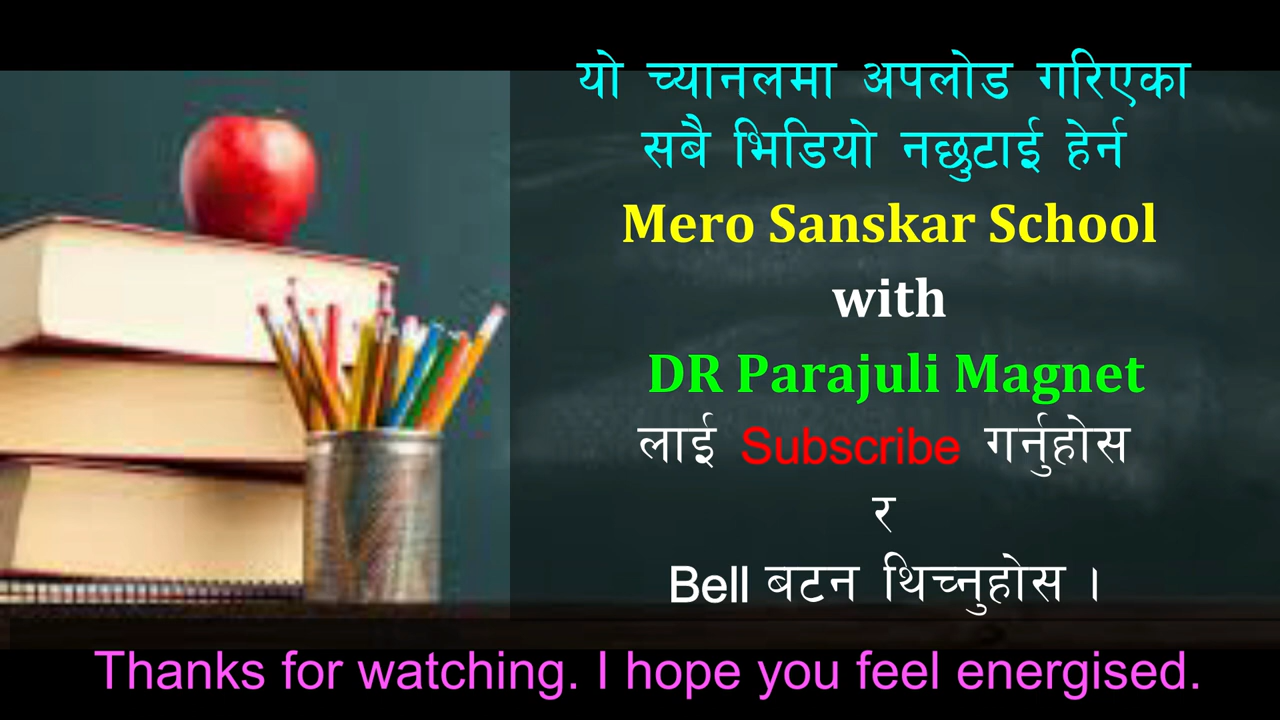 यो च्यानलमा अपलोड गरिएका
सबै भिडियो नछुटाई हेर्न
Mero Sanskar School
with
DR Parajuli Magnet
लाई Subscribe गर्नुहोस
र
Bell बटन थिच्नुहोस ।
Thanks for watching. I hope you feel energised.